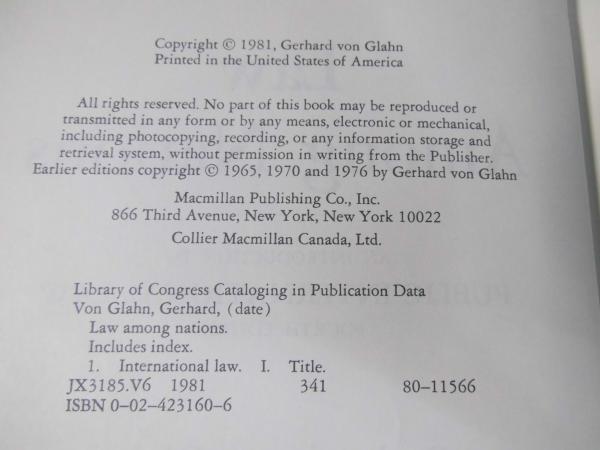 Copyright © 1981, Gerhard von Glahn
Printed in the United States of America
All rights reserved. No part of this book may be reproduced or
transmitted in any form or by any means, electronic or mechanical,
including photocopying, recording, or any information storage and
retrieval system, without permission in writing from the Publisher.
Earlier editions copyright © 1965, 1970 and 1976 by Gerhard von Glahn
Macmillan Publishing Co., Inc.
866 Third Avenue, New York, New York 10022
Collier Macmillan Canada, Ltd.
Library of Congress Cataloging in Publication Data
Von Glahn, Gerhard, (date)
Law among nations.
Includes index.
1. International law. I. Title.
JX3185.V6 1981 341 80–11566
ISBN 0–02–423160–6